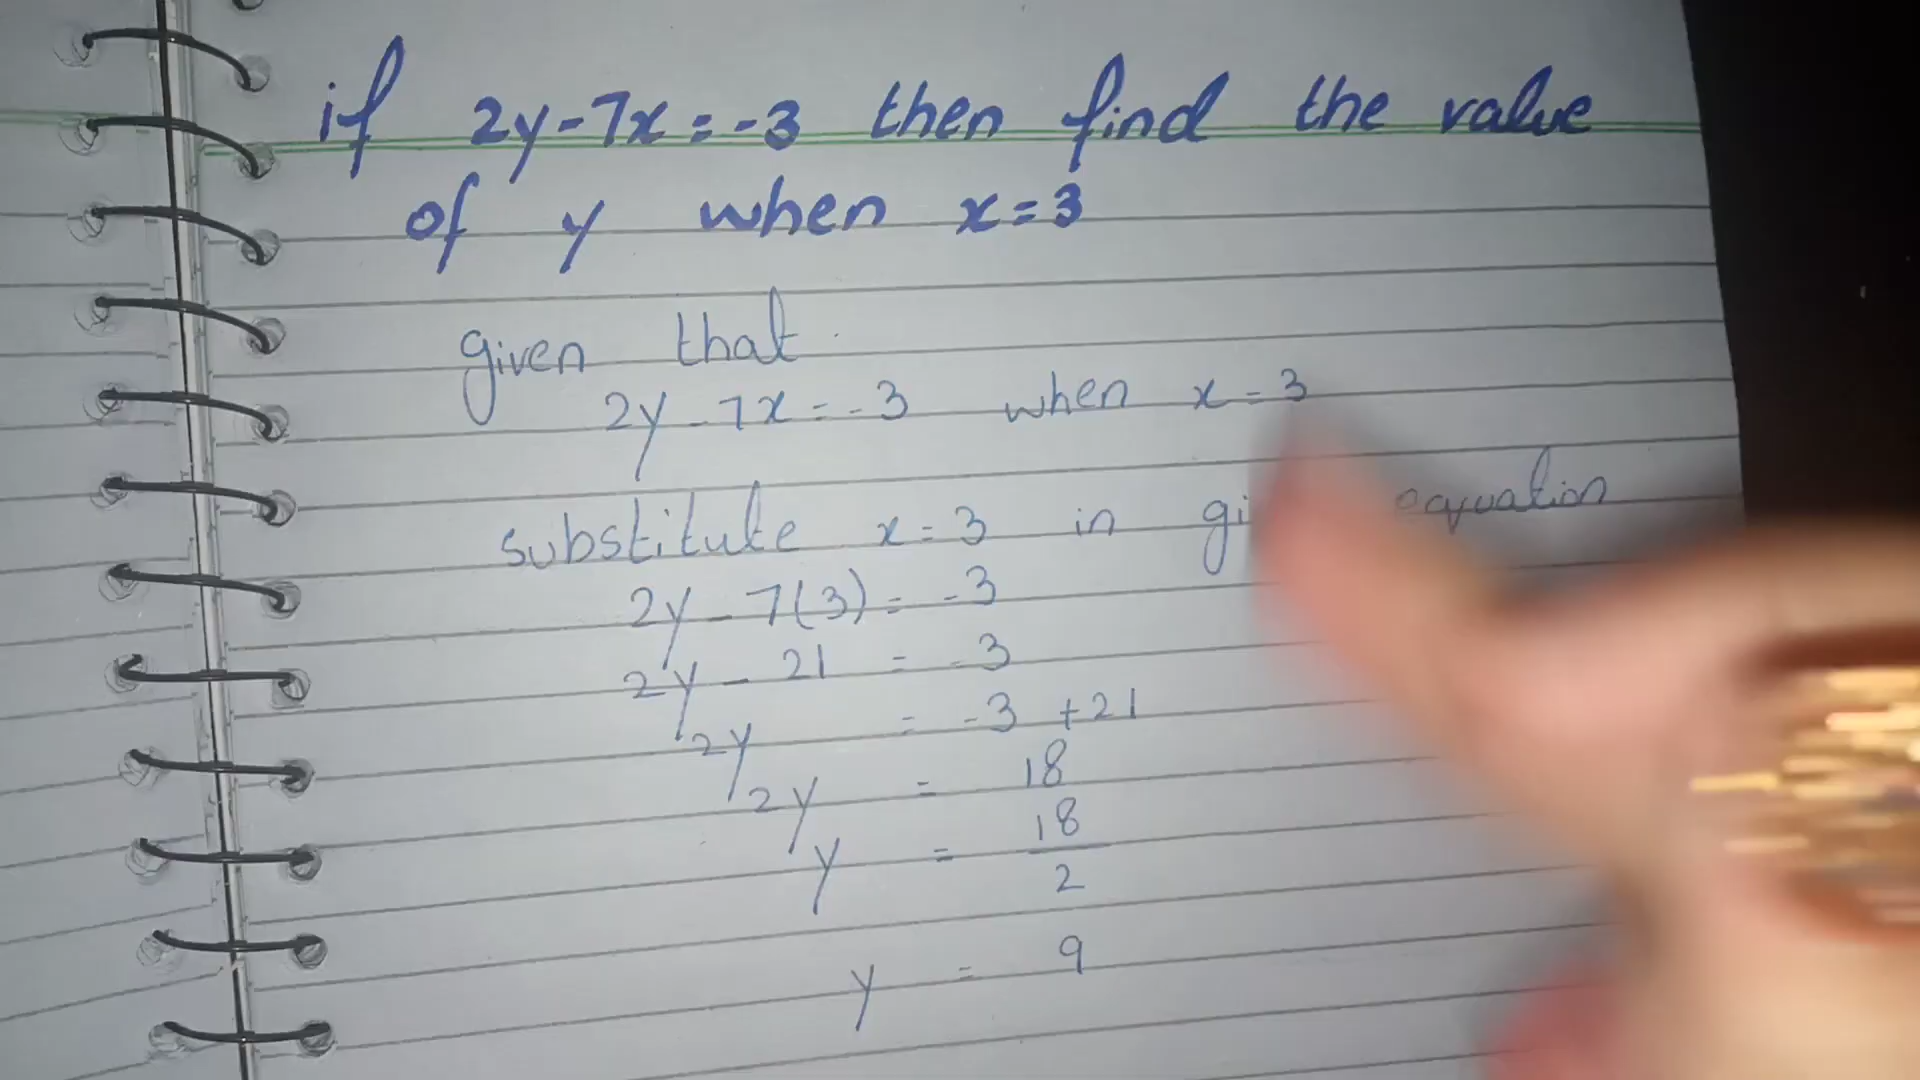 if 2y-7x=-3 then find the value
of y when x=3
given that
2y-7x=-3 when x=3
substitute x=3 in equation
2y-7(3)=-3
2y-21=-3
2y=-3+21
2y=18
y=18/2
y=9